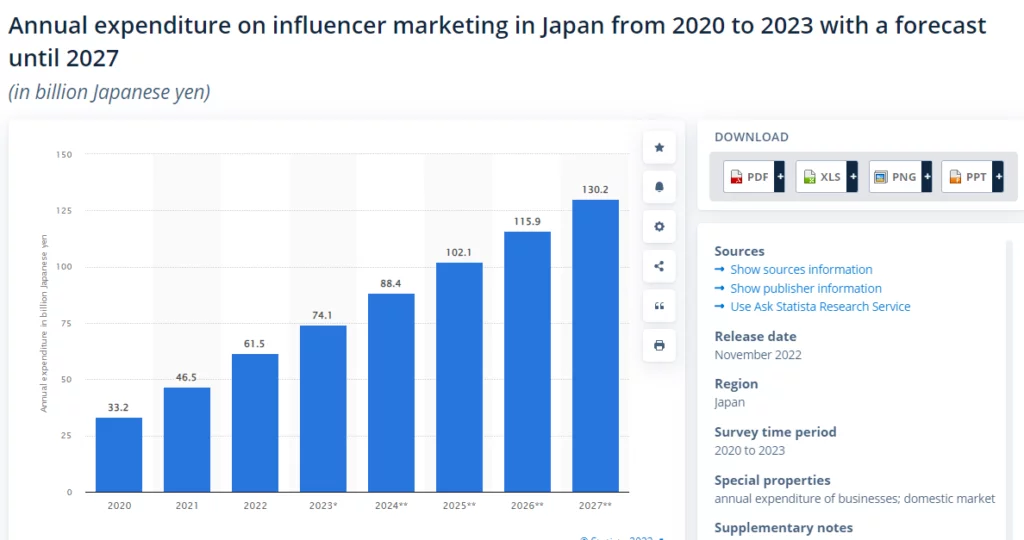 Annual expenditure on influencer marketing in Japan from 2020 to 2023 with a forecast
until 2027
(in billion Japanese yen)
Annual expenditure in billion Japanese yen
150
125
100
75
50
25
0
33.2
46.5
61.5
74.1
88.4
102.1
115.9
130.2
2020
2021
2022
2023*
2024**
2025**
2026**
2027**
DOWNLOAD
PDF +
XLS +
PNG +
PPT +
Sources
→ Show sources information
→ Show publisher information
→ Use Ask Statista Research Service
Release date
November 2022
Region
Japan
Survey time period
2020 to 2023
Special properties
annual expenditure of businesses; domestic market
Supplementary notes